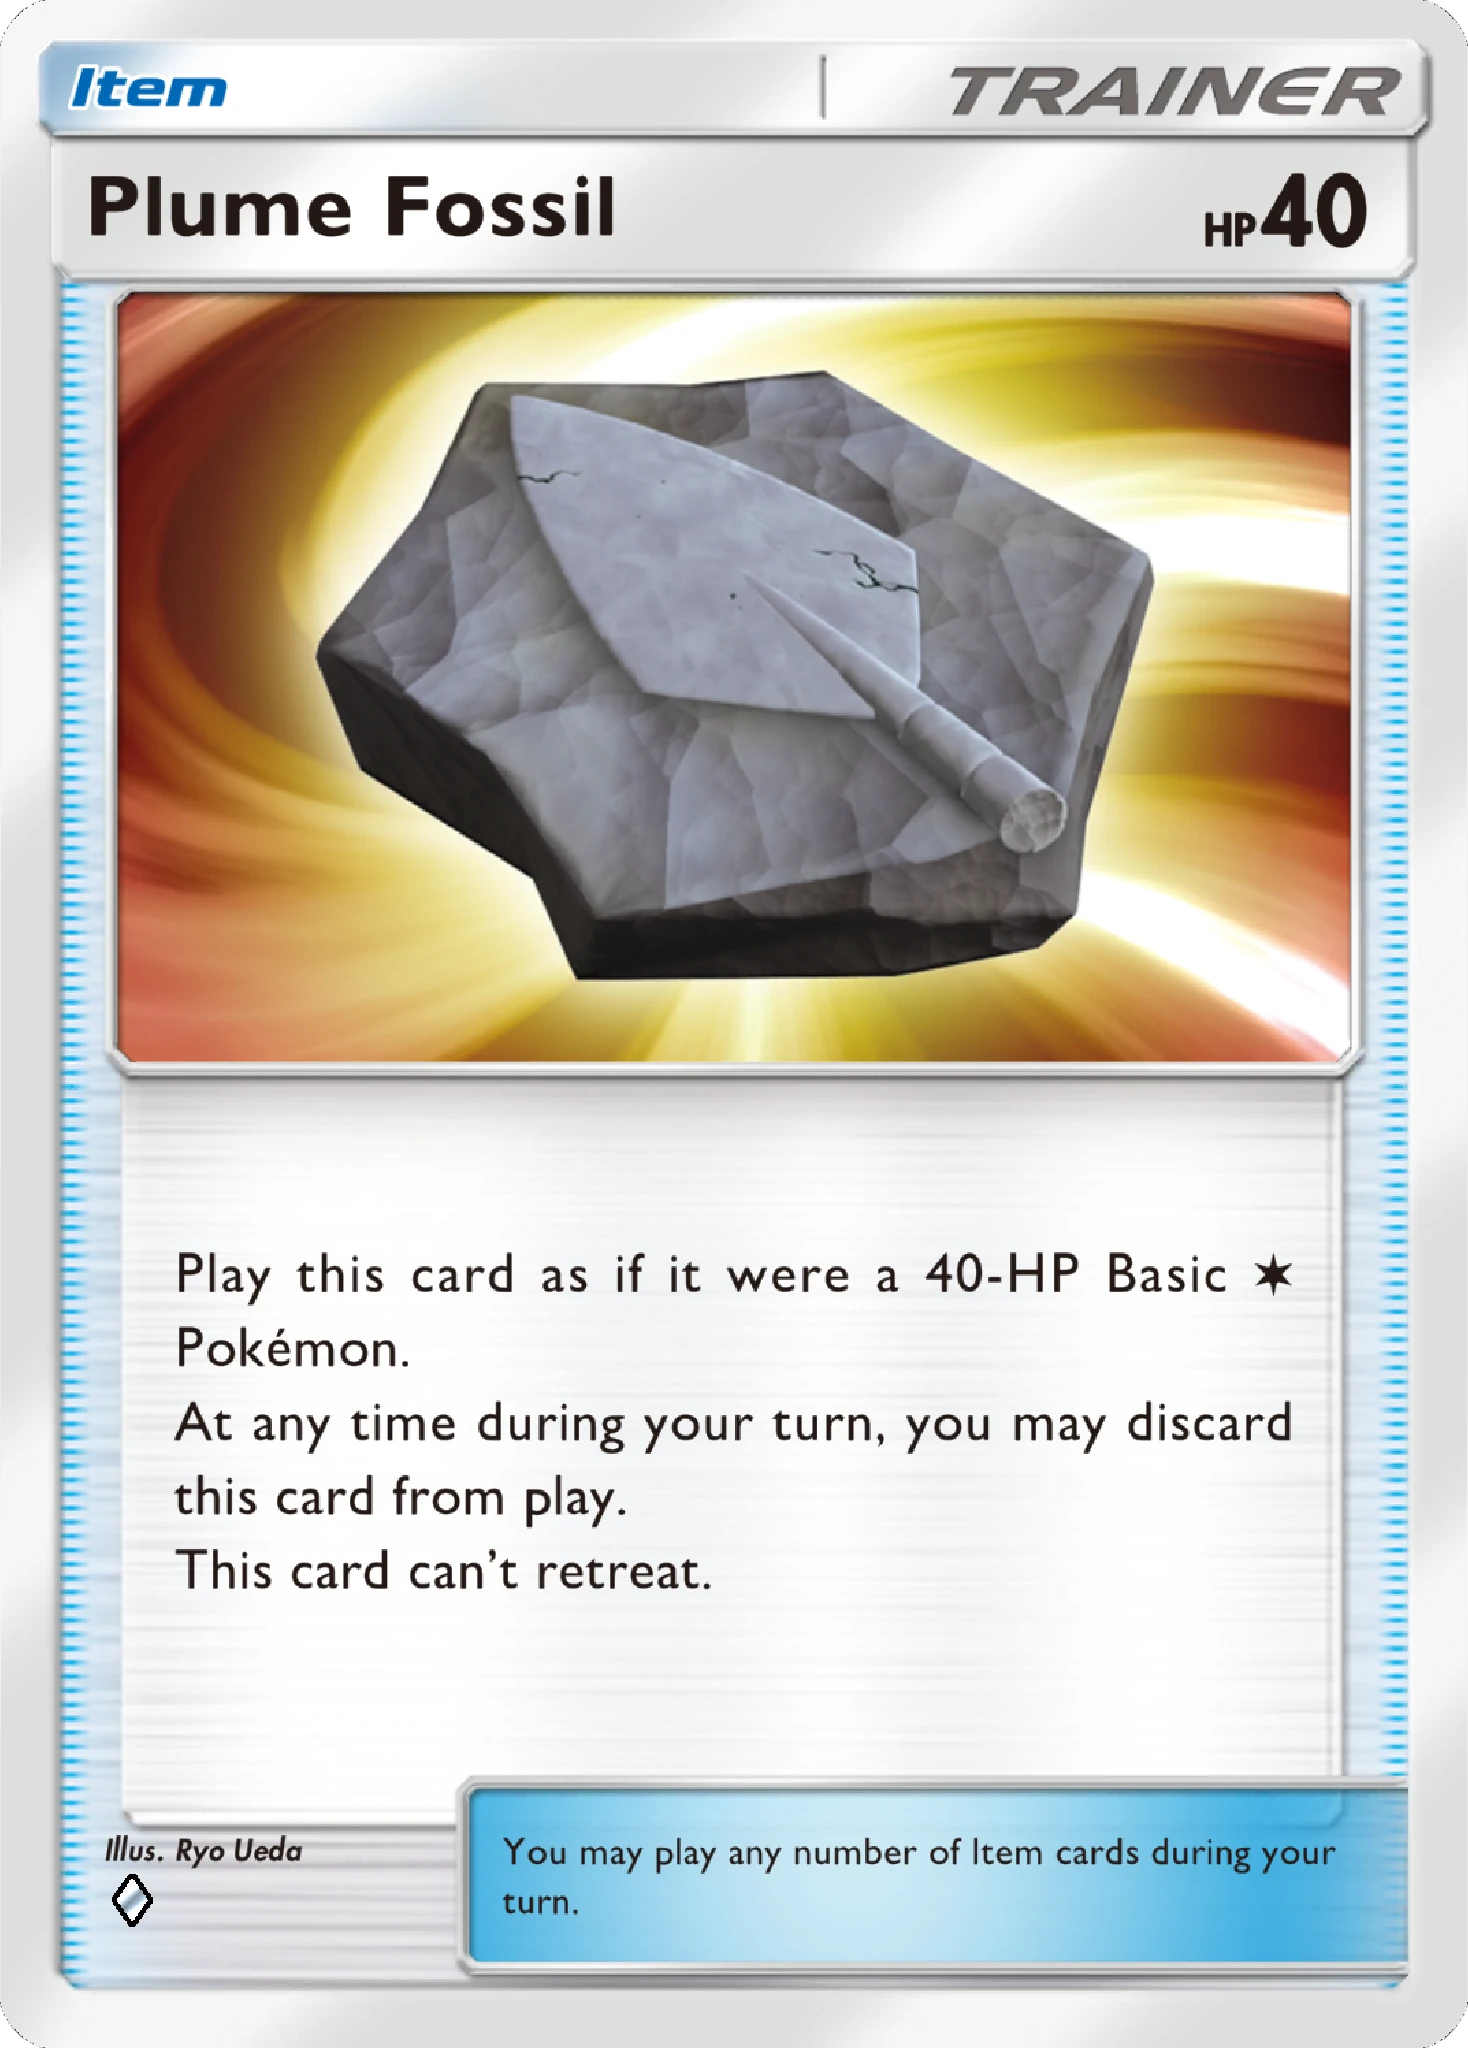 Item
TRAINER
Plume Fossil
HP40
Play this card as if it were a 40-HP Basic ✶
Pokémon.
At any time during your turn, you may discard
this card from play.
This card can't retreat.
Illus. Ryo Ueda
You may play any number of Item cards during your
turn.